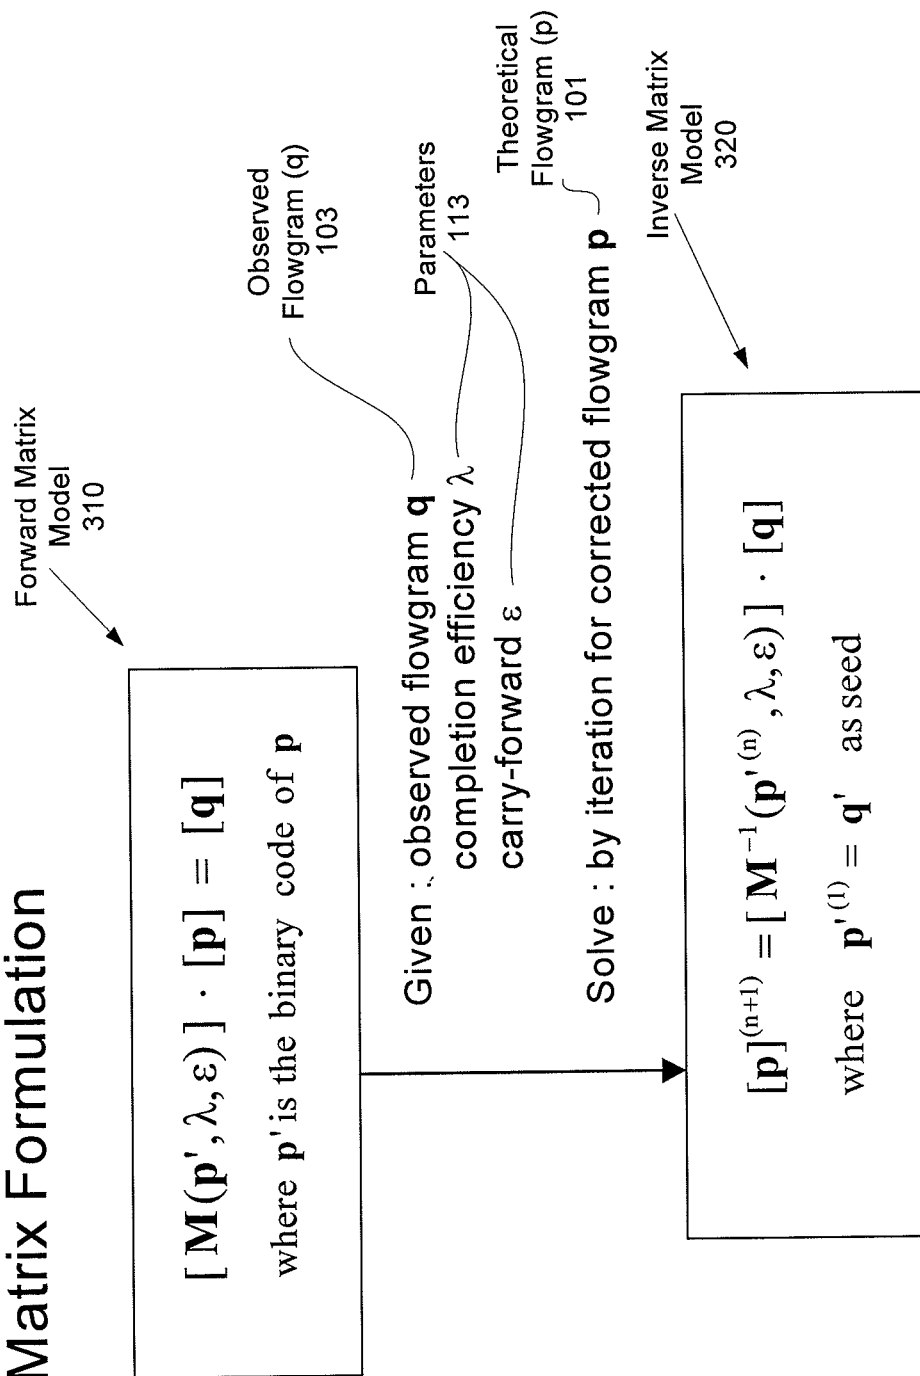 Matrix Formulation
Forward Matrix
Model
310
[ M(p',λ,ε) ] · [p] = [q]
where p' is the binary code of p
Observed
Flowgram (q)
103
Given : observed flowgram q
completion efficiency λ
carry-forward ε
Parameters
113
Theoretical
Flowgram (p)
101
Solve : by iteration for corrected flowgram p
Inverse Matrix
Model
320
[p]⁽ⁿ⁺¹⁾ = [ M⁻¹(p'⁽ⁿ⁾,λ,ε) ] · [q]
where p'⁽¹⁾ = q' as seed